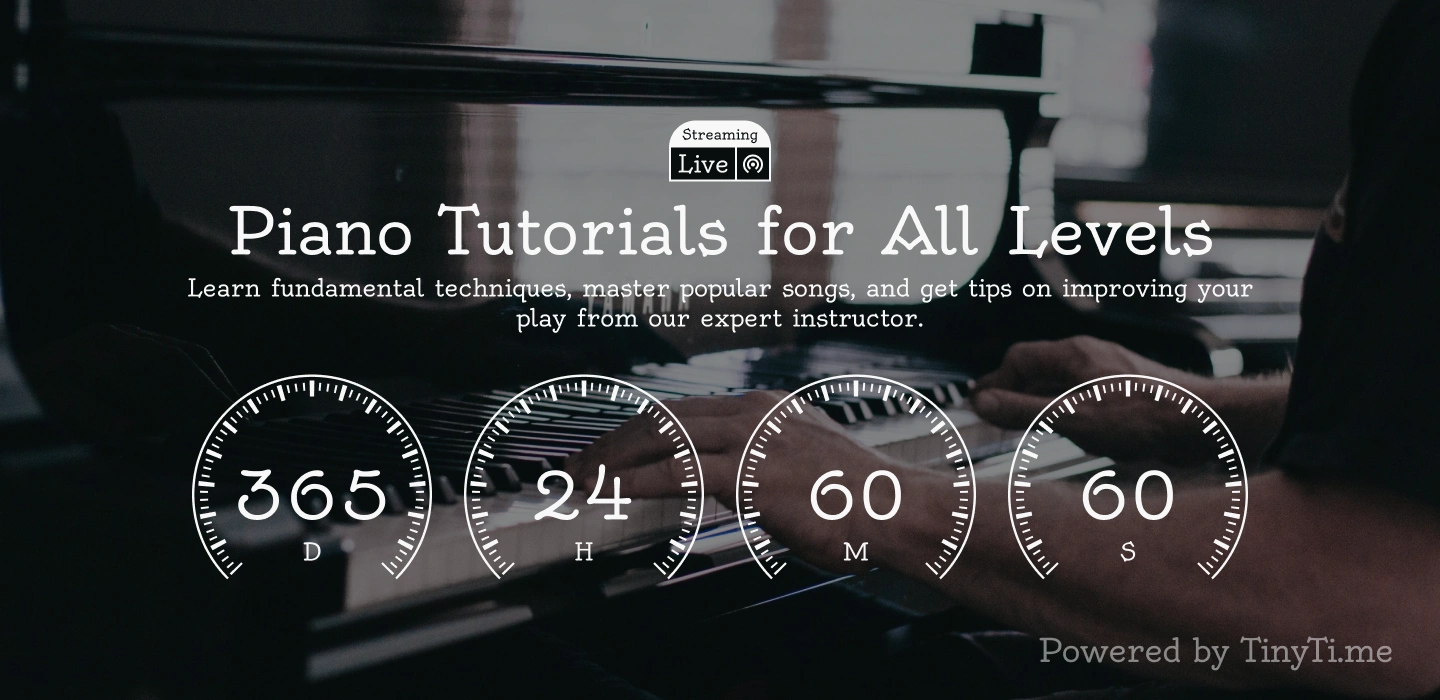 Streaming
Live
Piano Tutorials for All Levels
Learn fundamental techniques, master popular songs, and get tips on improving your
play from our expert instructor.
YAMAHA
365
24
60
60
D
H
M
S
Powered by TinyTi.me